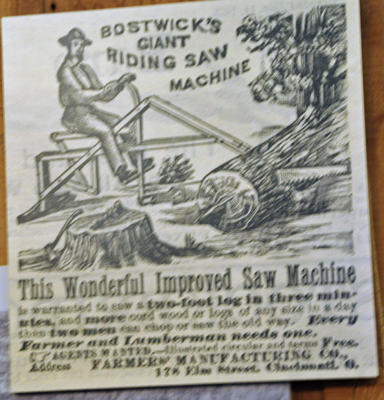 BOSTWICK'S
GIANT
RIDING SAW
MACHINE
This Wonderful Improved Saw Machine
is warranted to saw a two-foot log in three min-
utes, and more cord wood or logs of any size in a day
than two men can chop or saw the old way. Every
Farmer and Lumberman needs one.
AGENTS WANTED.—Illustrated circular and terms Free.
Address FARMERS' MANUFACTURING CO.,
178 Elm Street, Cincinnati, O.